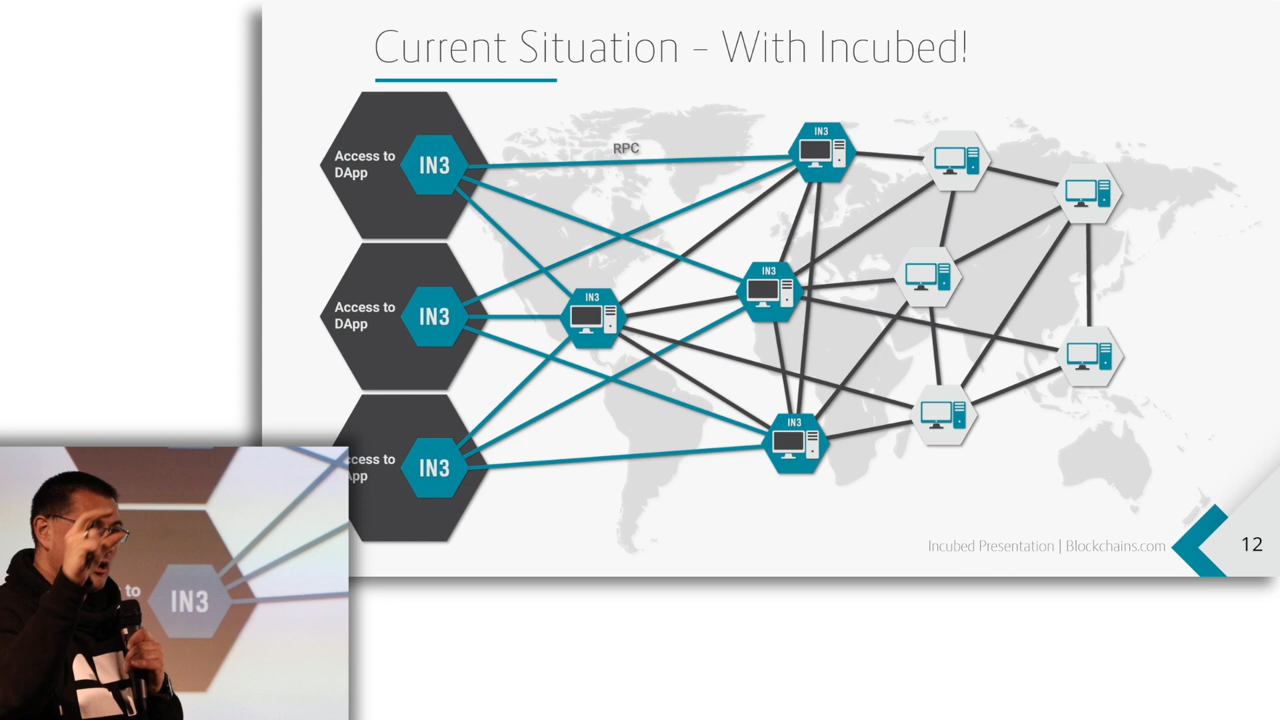 Current Situation – With Incubed!
RPC
Access to
DApp
IN3
Access to
DApp
IN3
ccess to
App
IN3
IN3
IN3
IN3
IN3
to
IN3
Incubed Presentation | Blockchains.com
12